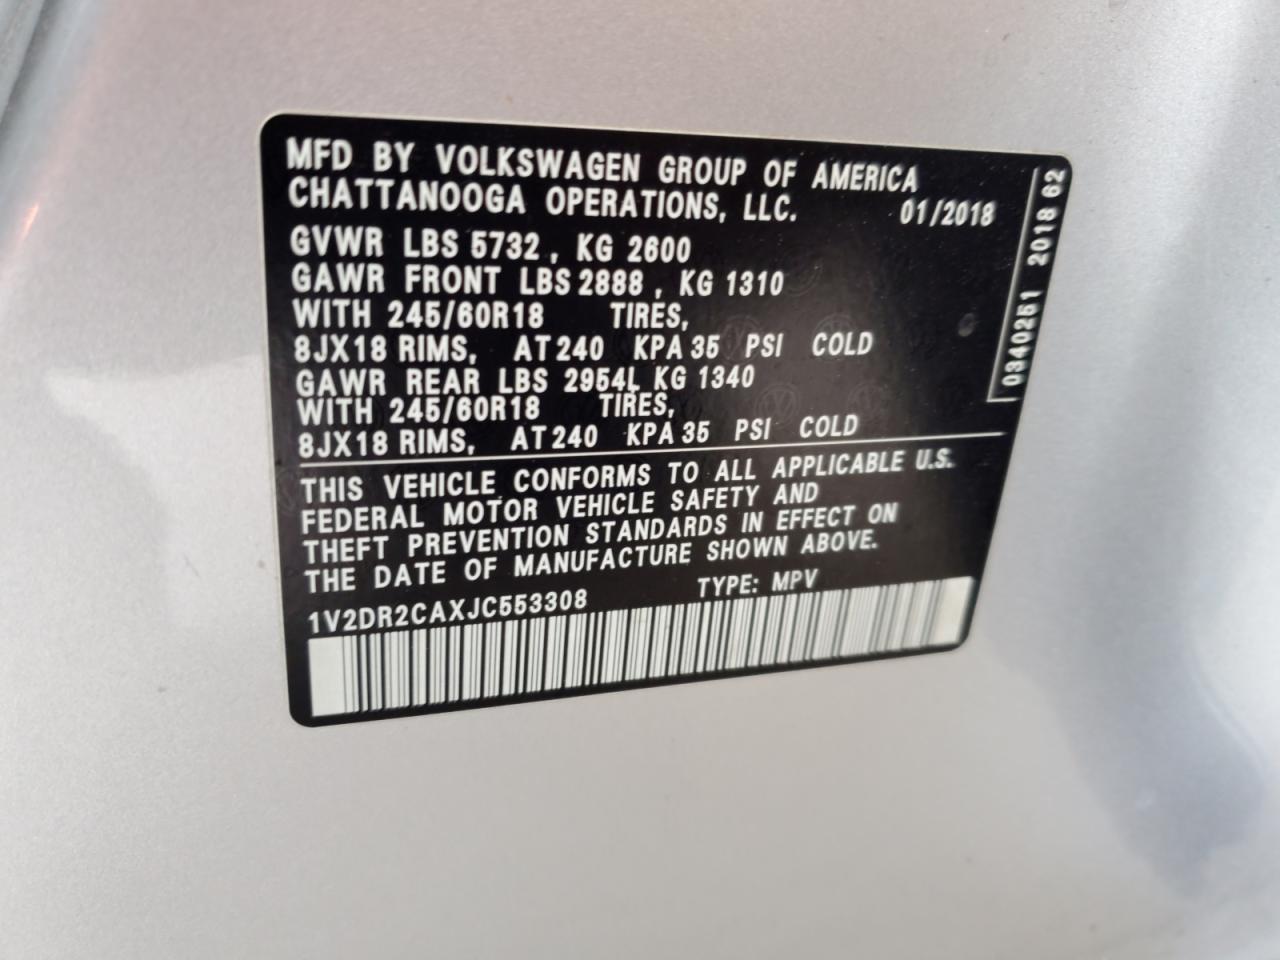 MFD BY VOLKSWAGEN GROUP OF AMERICA
CHATTANOOGA OPERATIONS, LLC. 01/2018
GVWR LBS 5732, KG 2600
GAWR FRONT LBS 2888, KG 1310
WITH 245/60R18 TIRES,
8JX18 RIMS, AT 240 KPA 35 PSI COLD
GAWR REAR LBS 2954L KG 1340
WITH 245/60R18 TIRES,
8JX18 RIMS, AT 240 KPA 35 PSI COLD
THIS VEHICLE CONFORMS TO ALL APPLICABLE U.S.
FEDERAL MOTOR VEHICLE SAFETY AND
THEFT PREVENTION STANDARDS IN EFFECT ON
THE DATE OF MANUFACTURE SHOWN ABOVE.
1V2DR2CAXJC553308 TYPE: MPV
0340251 2018 62